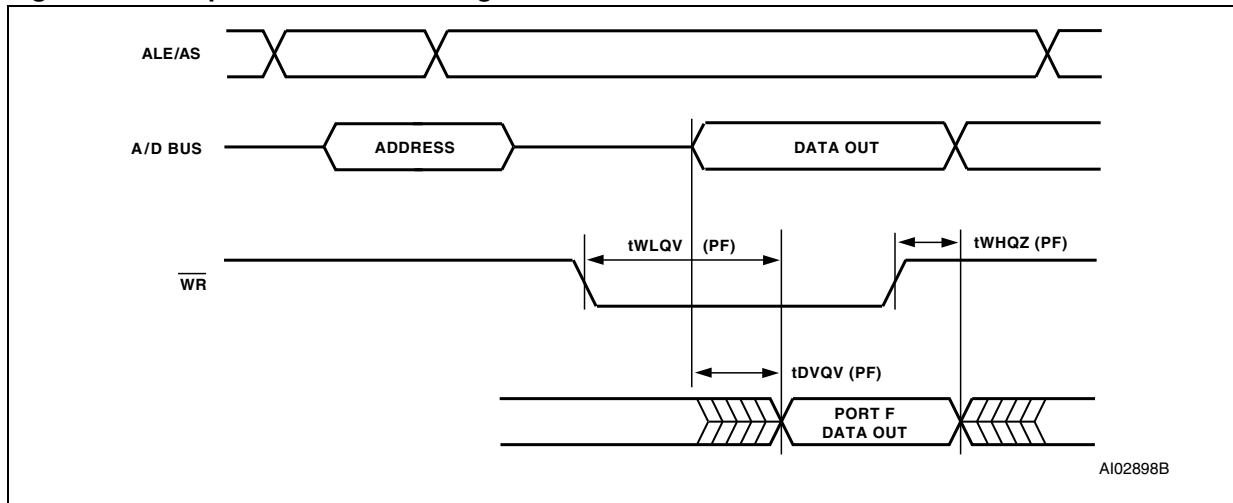 ALE/AS
A/D BUS
ADDRESS
DATA OUT
tWLQV (PF)
tWHQZ (PF)
WR
tDVQV (PF)
PORT F
DATA OUT
AI02898B